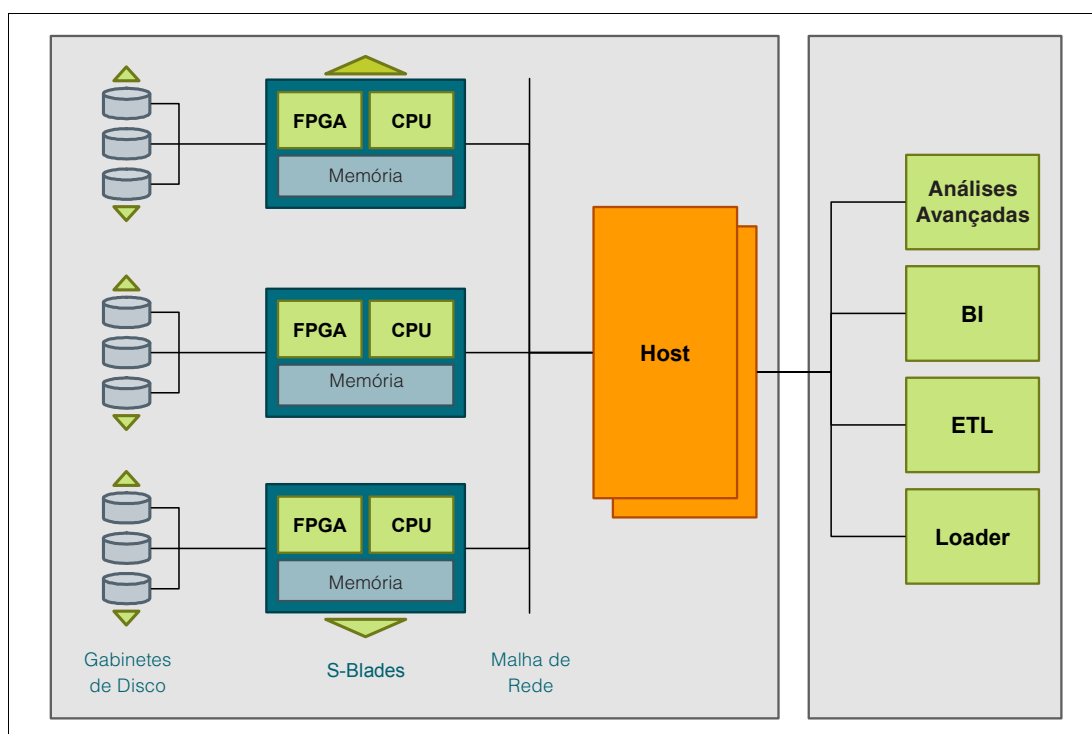 FPGA
CPU
Memória
FPGA
CPU
Memória
FPGA
CPU
Memória
Gabinetes
de Disco
S-Blades
Malha de
Rede
Host
Análises
Avançadas
BI
ETL
Loader